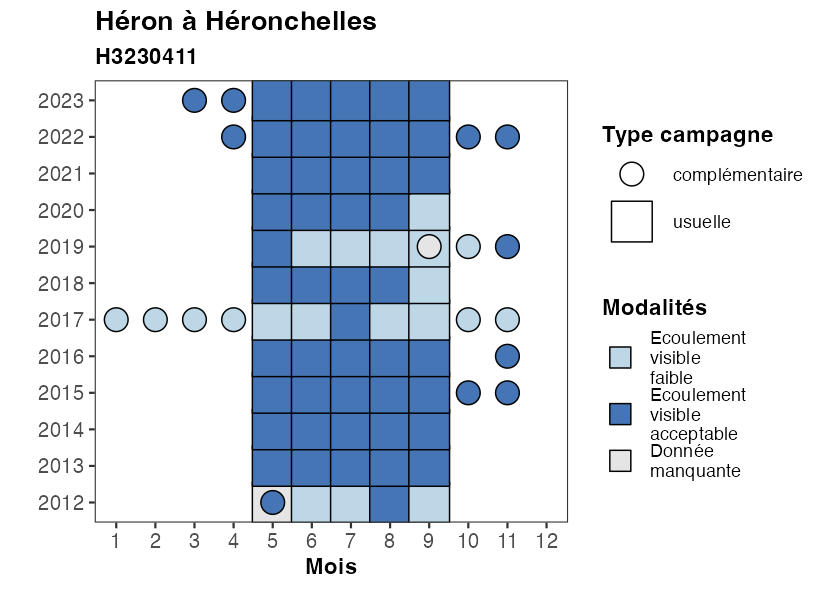 Héron à Héronchelles
H3230411
2023
2022
2021
2020
2019
2018
2017
2016
2015
2014
2013
2012
1 2 3 4 5 6 7 8 9 10 11 12
Mois
Type campagne
complémentaire
usuelle
Modalités
Ecoulement
visible
faible
Ecoulement
visible
acceptable
Donnée
manquante